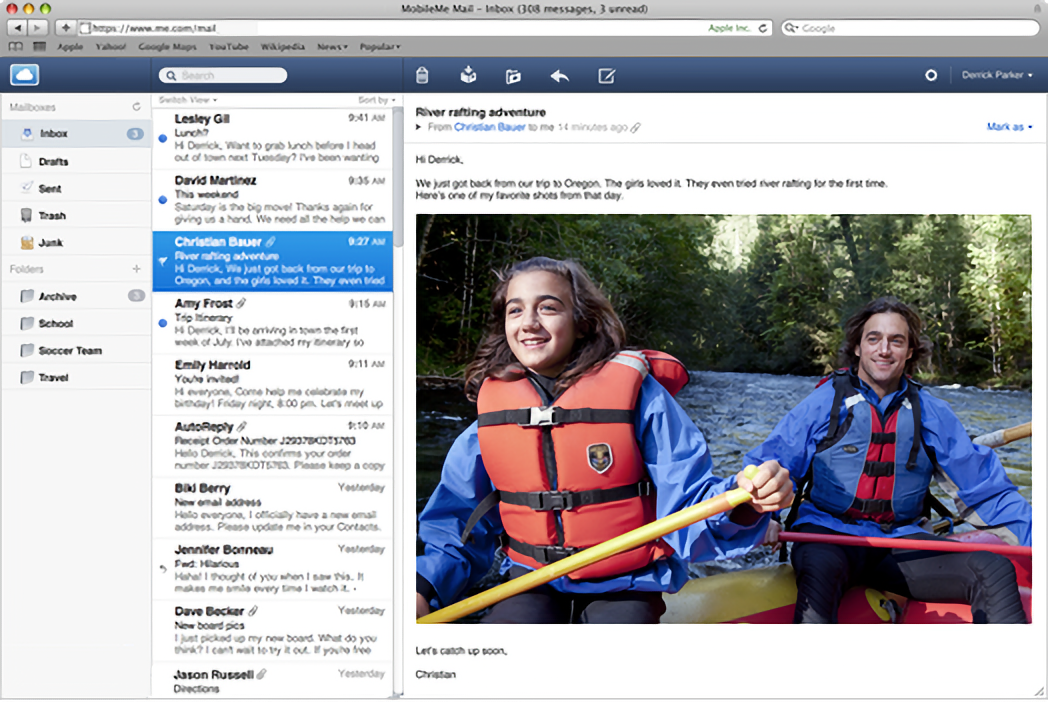 MobileMe Mail – Inbox (308 messages, 3 unread)
https://www.me.com/mail
Apple Inc.
Google
Apple Yahoo! Google Maps YouTube Wikipedia News Popular
Search
Derrick Parker
Mailboxes
Inbox 3
Drafts
Sent
Trash
Junk
Folders
Archive 3
School
Soccer Team
Travel
Switch View Sort by
Lesley Gil 9:41 AM
Lunch?
Hi Derrick, Want to grab lunch before I head
out of town next Tuesday? I've been wanting
David Martinez 9:35 AM
This weekend
Saturday is the big move! Thanks again for
giving us a hand. We need all the help we can
Christian Bauer 9:27 AM
River rafting adventure
Hi Derrick, We just got back from our trip to
Oregon, and the girls loved it. They even tried
Amy Frost 9:15 AM
Trip Itinerary
Hi Derrick, I'll be arriving in town the first
week of July. I've attached my itinerary so
Emily Harrold 9:11 AM
You're invited!
Hi everyone, Come help me celebrate my
birthday! Friday night, 8:00 pm. Let's meet up
AutoReply 9:10 AM
Receipt Order Number J29378KDT5763
Hello Derrick, This confirms your order
number J29378KDT5763. Please keep a copy
Biki Berry Yesterday
New email address
Hello everyone, I officially have a new email
address. Please update me in your Contacts.
Jennifer Bonneau Yesterday
Fwd: Hilarious
Haha! I thought of you when I saw this. It
makes me smile every time I watch it.
Dave Becker Yesterday
New board pics
I just picked up my new board. What do you
think? I can't wait to try it out. If you're free
Jason Russell Yesterday
Directions
River rafting adventure
From Christian Bauer to me 14 minutes ago
Mark as
Hi Derrick,
We just got back from our trip to Oregon. The girls loved it. They even tried river rafting for the first time.
Here's one of my favorite shots from that day.
Let's catch up soon,
Christian